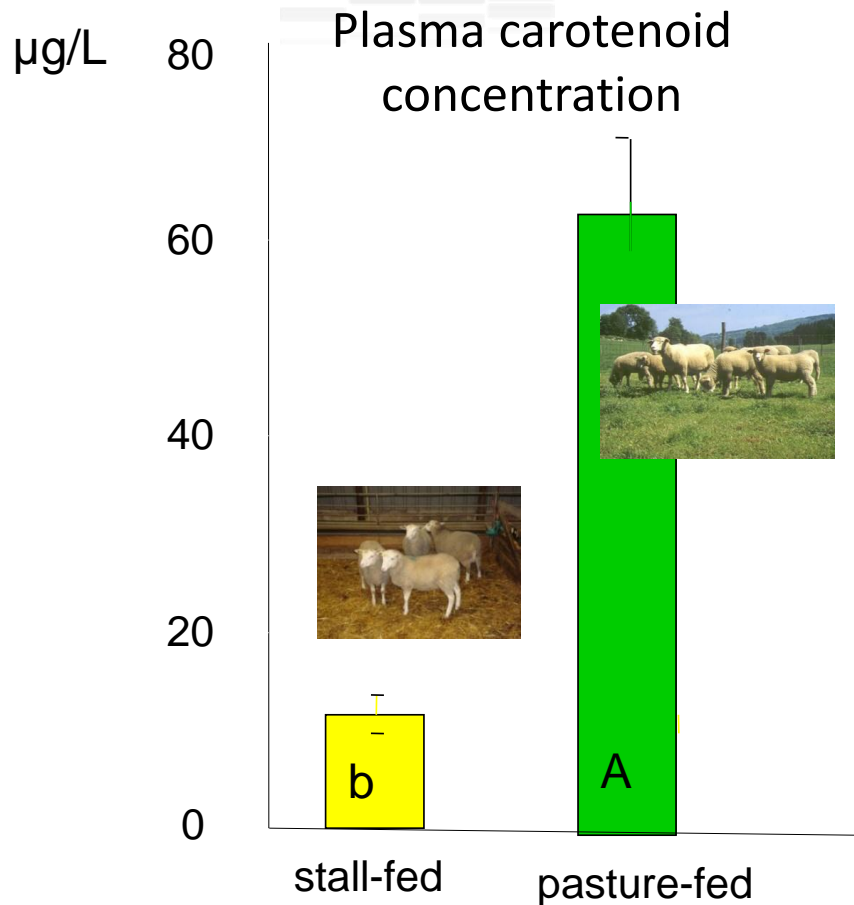 Plasma carotenoid
concentration
µg/L
80
60
40
20
0
b
A
stall-fed
pasture-fed